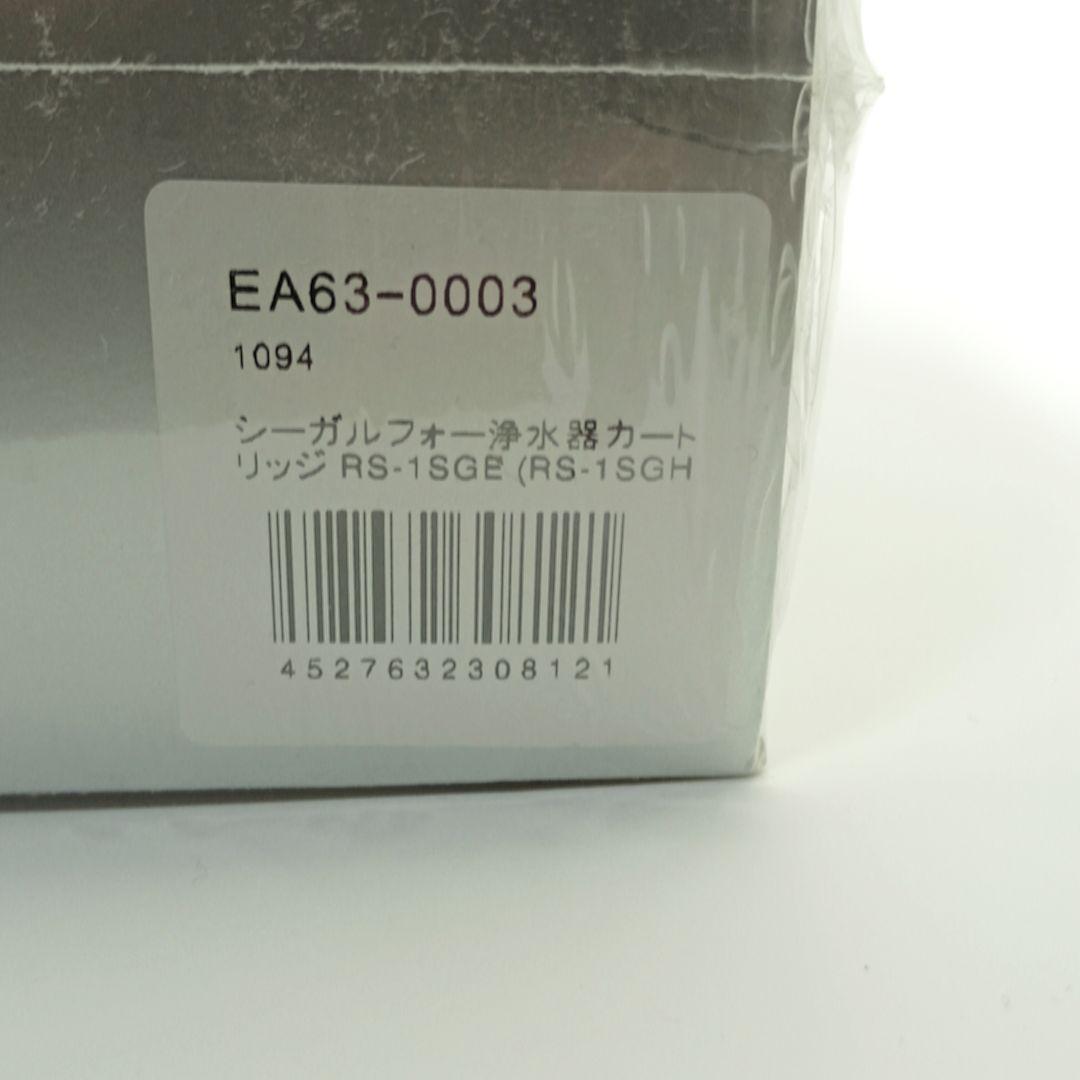 EA63-0003
1094
シーガルフォー浄水器カート
リッジ RS-1SGE (RS-1SGH
4527632308121